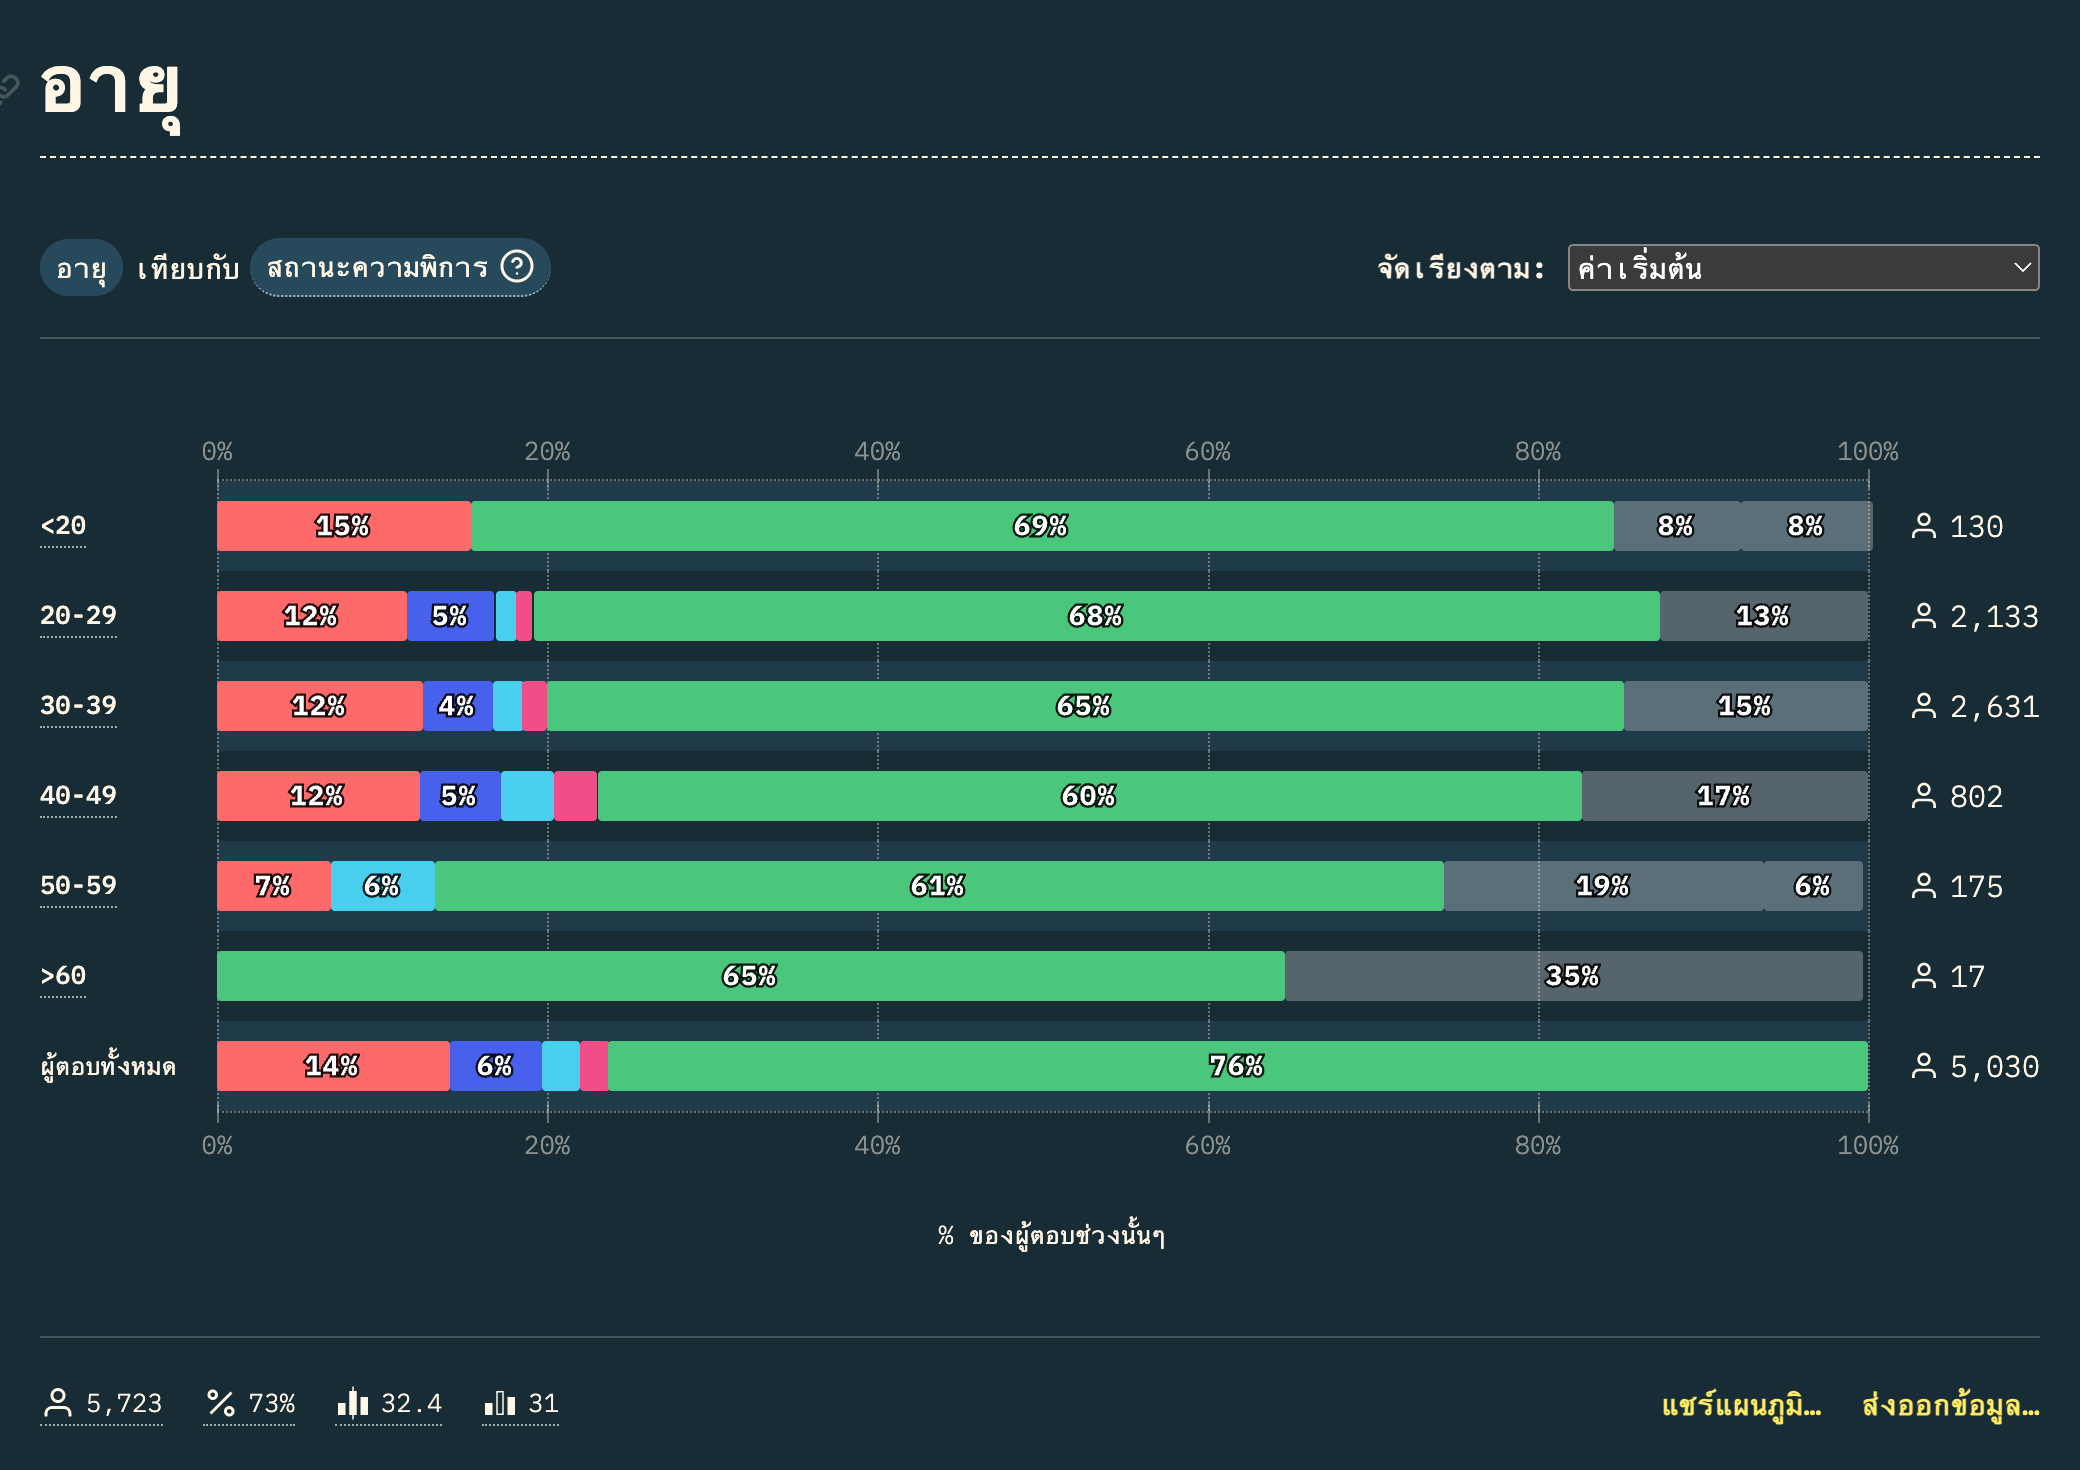 อายุ
อายุ เทียบกับ สถานะความพิการ ? จัดเรียงตาม: ค่าเริ่มต้น
0% 20% 40% 60% 80% 100%
<20 15% 69% 8% 8% 130
20-29 12% 5% 68% 13% 2,133
30-39 12% 4% 65% 15% 2,631
40-49 12% 5% 60% 17% 802
50-59 7% 6% 61% 19% 6% 175
>60 65% 35% 17
ผู้ตอบทั้งหมด 14% 6% 76% 5,030
0% 20% 40% 60% 80% 100%
% ของผู้ตอบช่วงนั้นๆ
5,723 % 73% 32.4 31 แชร์แผนภูมิ… ส่งออกข้อมูล…